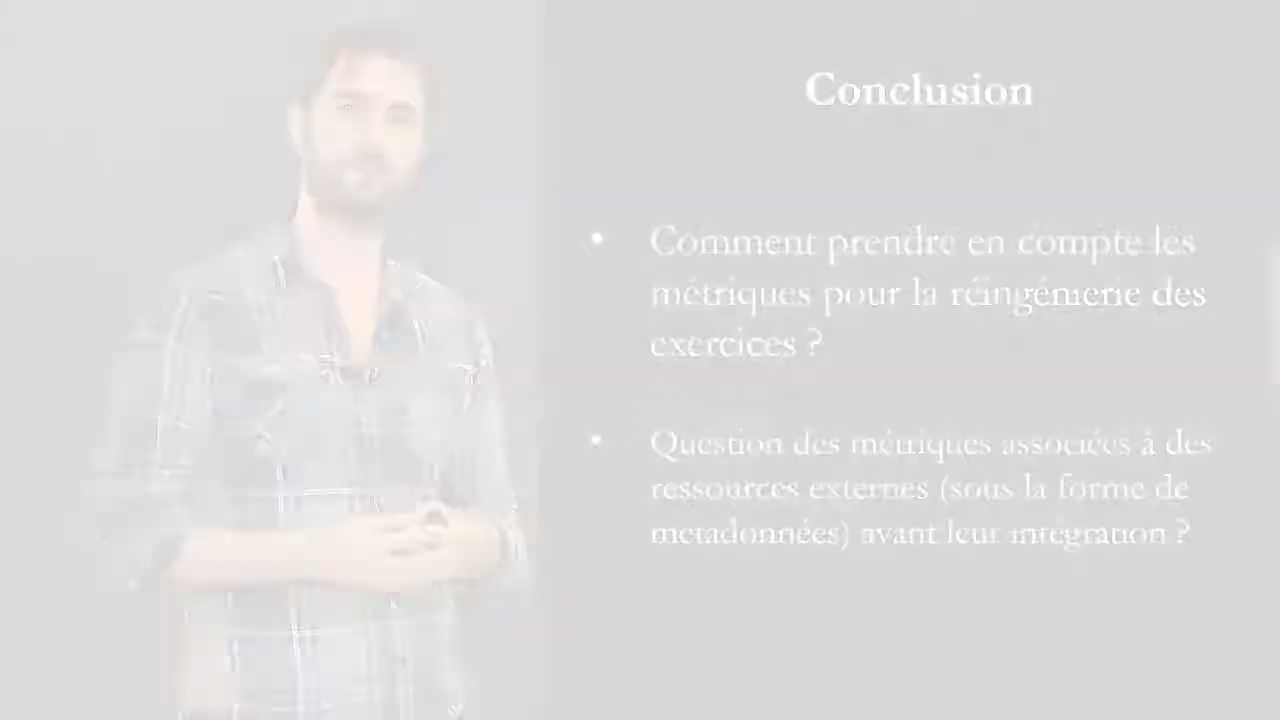 Conclusion
• Comment prendre en compte les
métriques pour la réingénierie des
exercices ?
• Question des métriques associées à des
ressources externes (sous la forme de
metadonnées) avant leur intégration ?